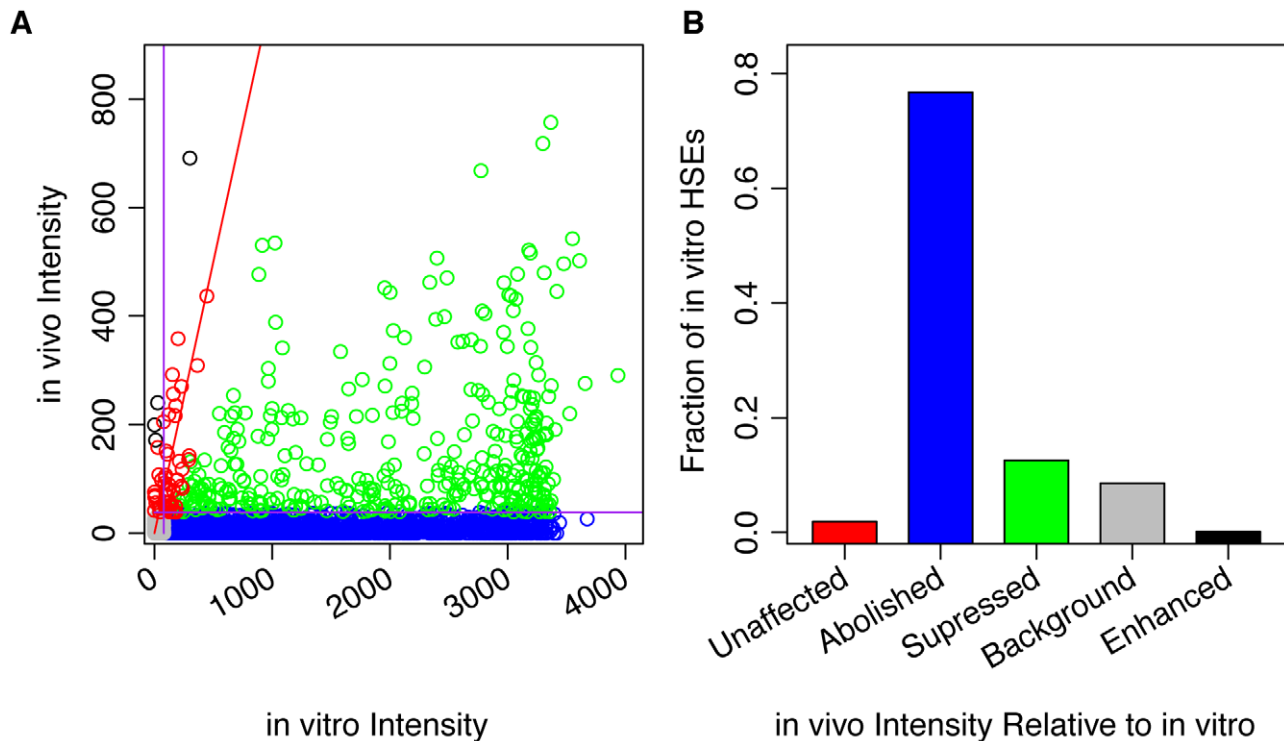 A
in vivo Intensity
800
600
400
200
0
0 1000 2000 3000 4000
in vitro Intensity
B
Fraction of in vitro HSEs
0.8
0.6
0.4
0.2
0.0
Unaffected
Abolished
Supressed
Background
Enhanced
in vivo Intensity Relative to in vitro